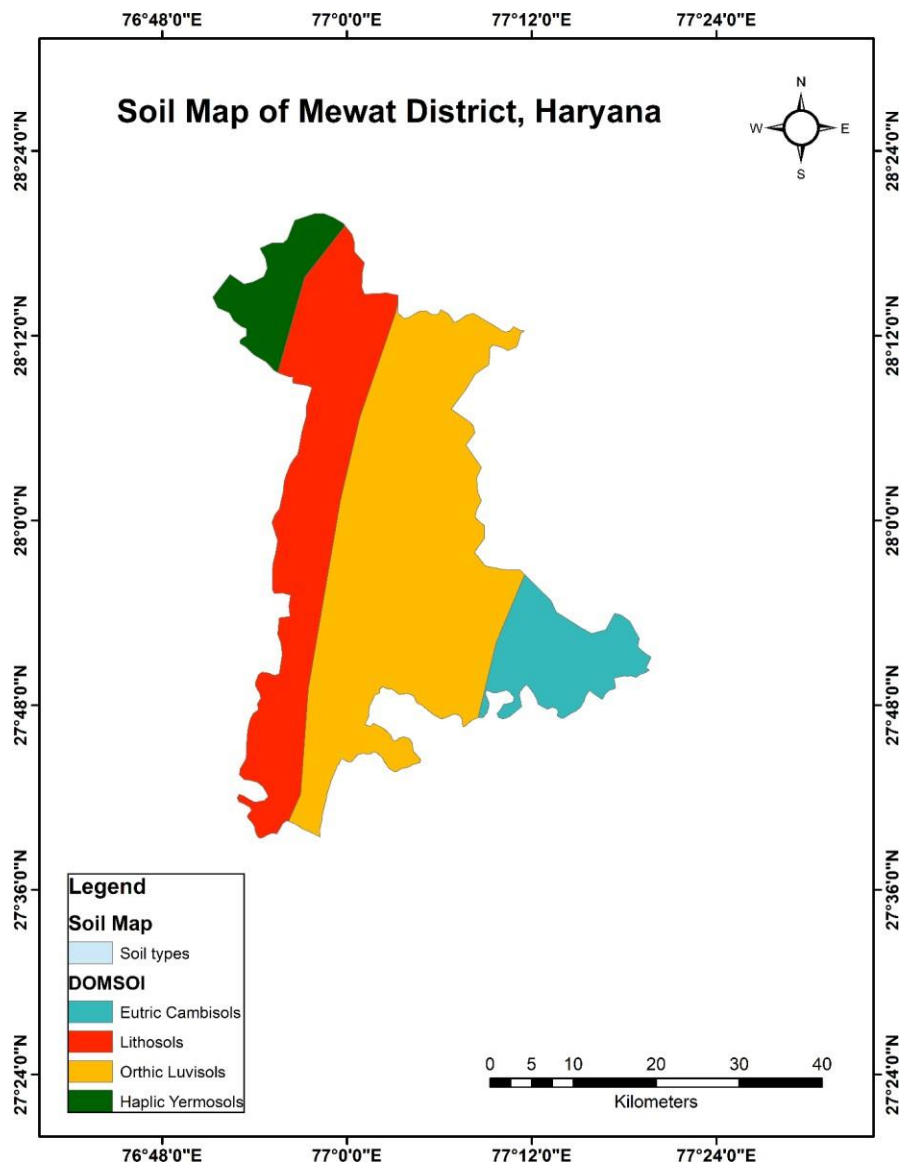 76°48'0"E 77°0'0"E 77°12'0"E 77°24'0"E
Soil Map of Mewat District, Haryana
N
W E
S
28°24'0"N 28°24'0"N
28°12'0"N 28°12'0"N
28°0'0"N 28°0'0"N
27°48'0"N 27°48'0"N
27°36'0"N 27°36'0"N
27°24'0"N 27°24'0"N
Legend
Soil Map
Soil types
DOMSOI
Eutric Cambisols
Lithosols
Orthic Luvisols
Haplic Yermosols
0 5 10 20 30 40
Kilometers
76°48'0"E 77°0'0"E 77°12'0"E 77°24'0"E